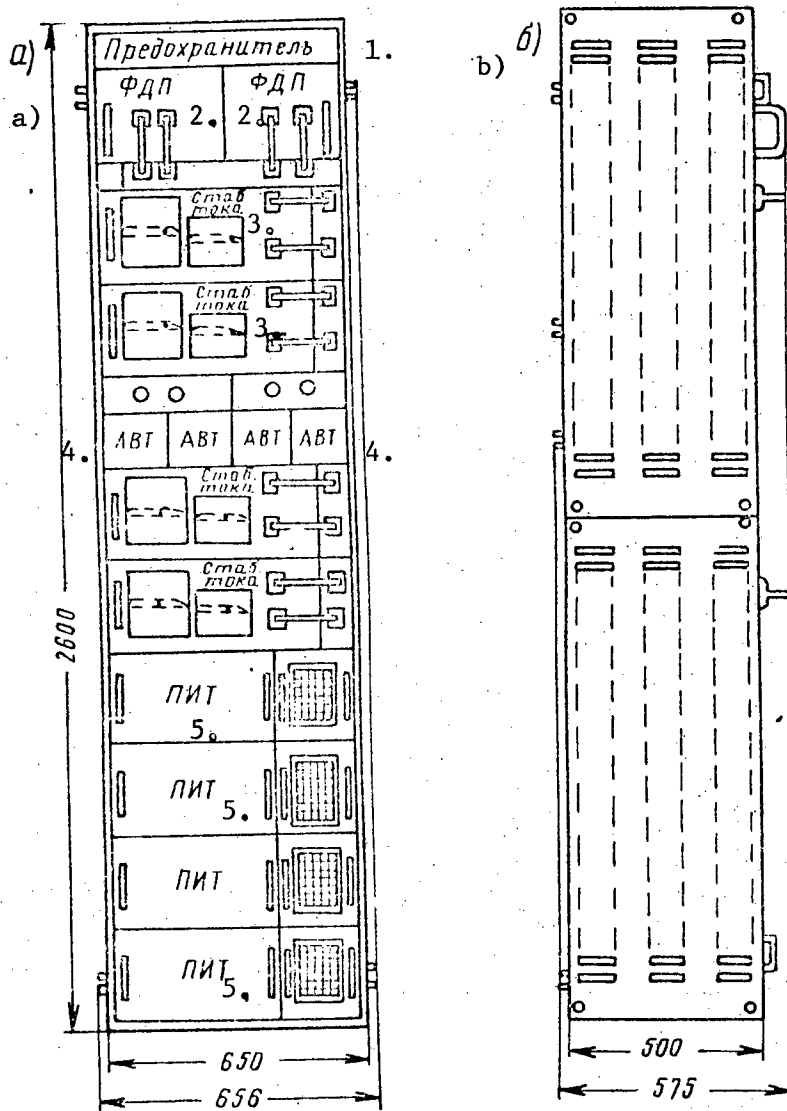 а) Предохранитель 1. б)
a) ФДП 2. ФДП 2. b)
Стаб.
тока
3.
Стаб.
тока
3.
4. АВТ АВТ АВТ АВТ 4.
Стаб.
тока
Стаб.
тока
2600
ПИТ
5.
ПИТ
5.
ПИТ
ПИТ
5.
650
656
500
575